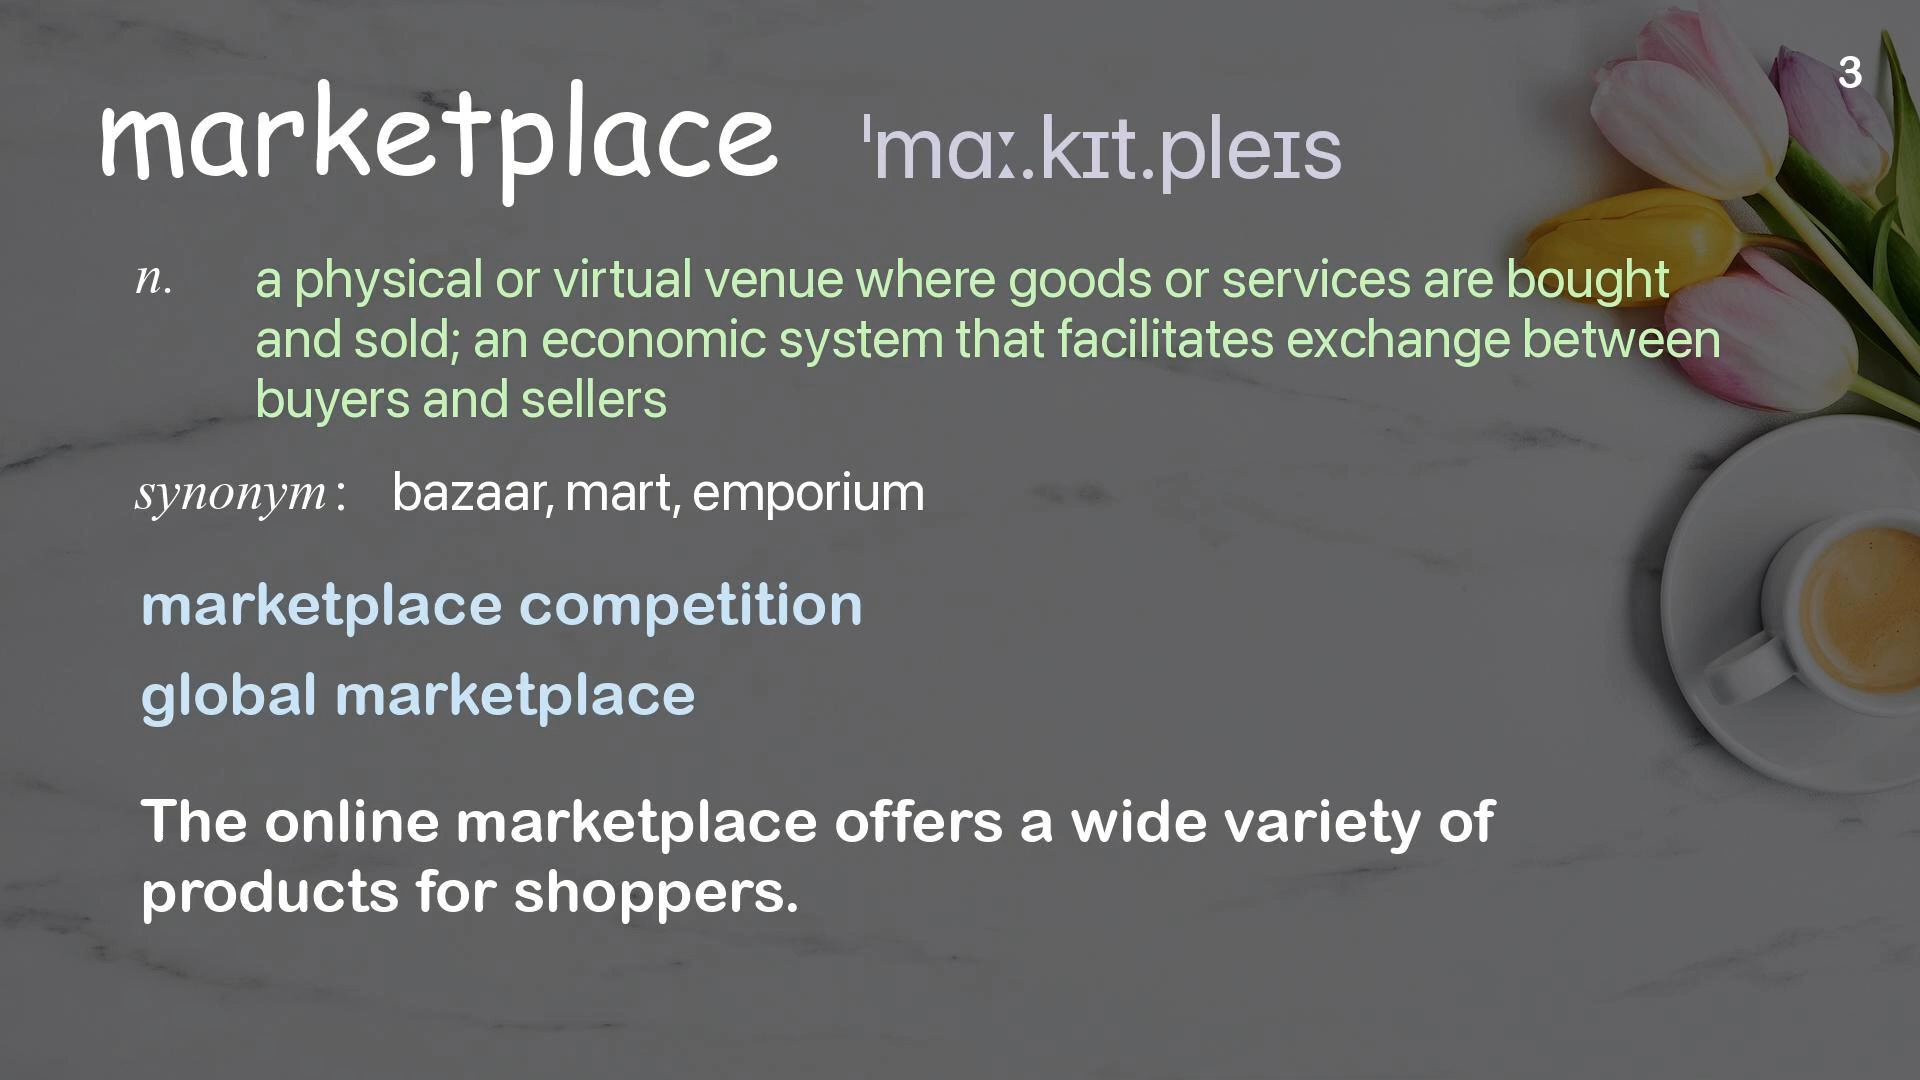 3
marketplace ˈmɑː.kɪt.pleɪs
n. a physical or virtual venue where goods or services are bought
and sold; an economic system that facilitates exchange between
buyers and sellers
synonym: bazaar, mart, emporium
marketplace competition
global marketplace
The online marketplace offers a wide variety of
products for shoppers.